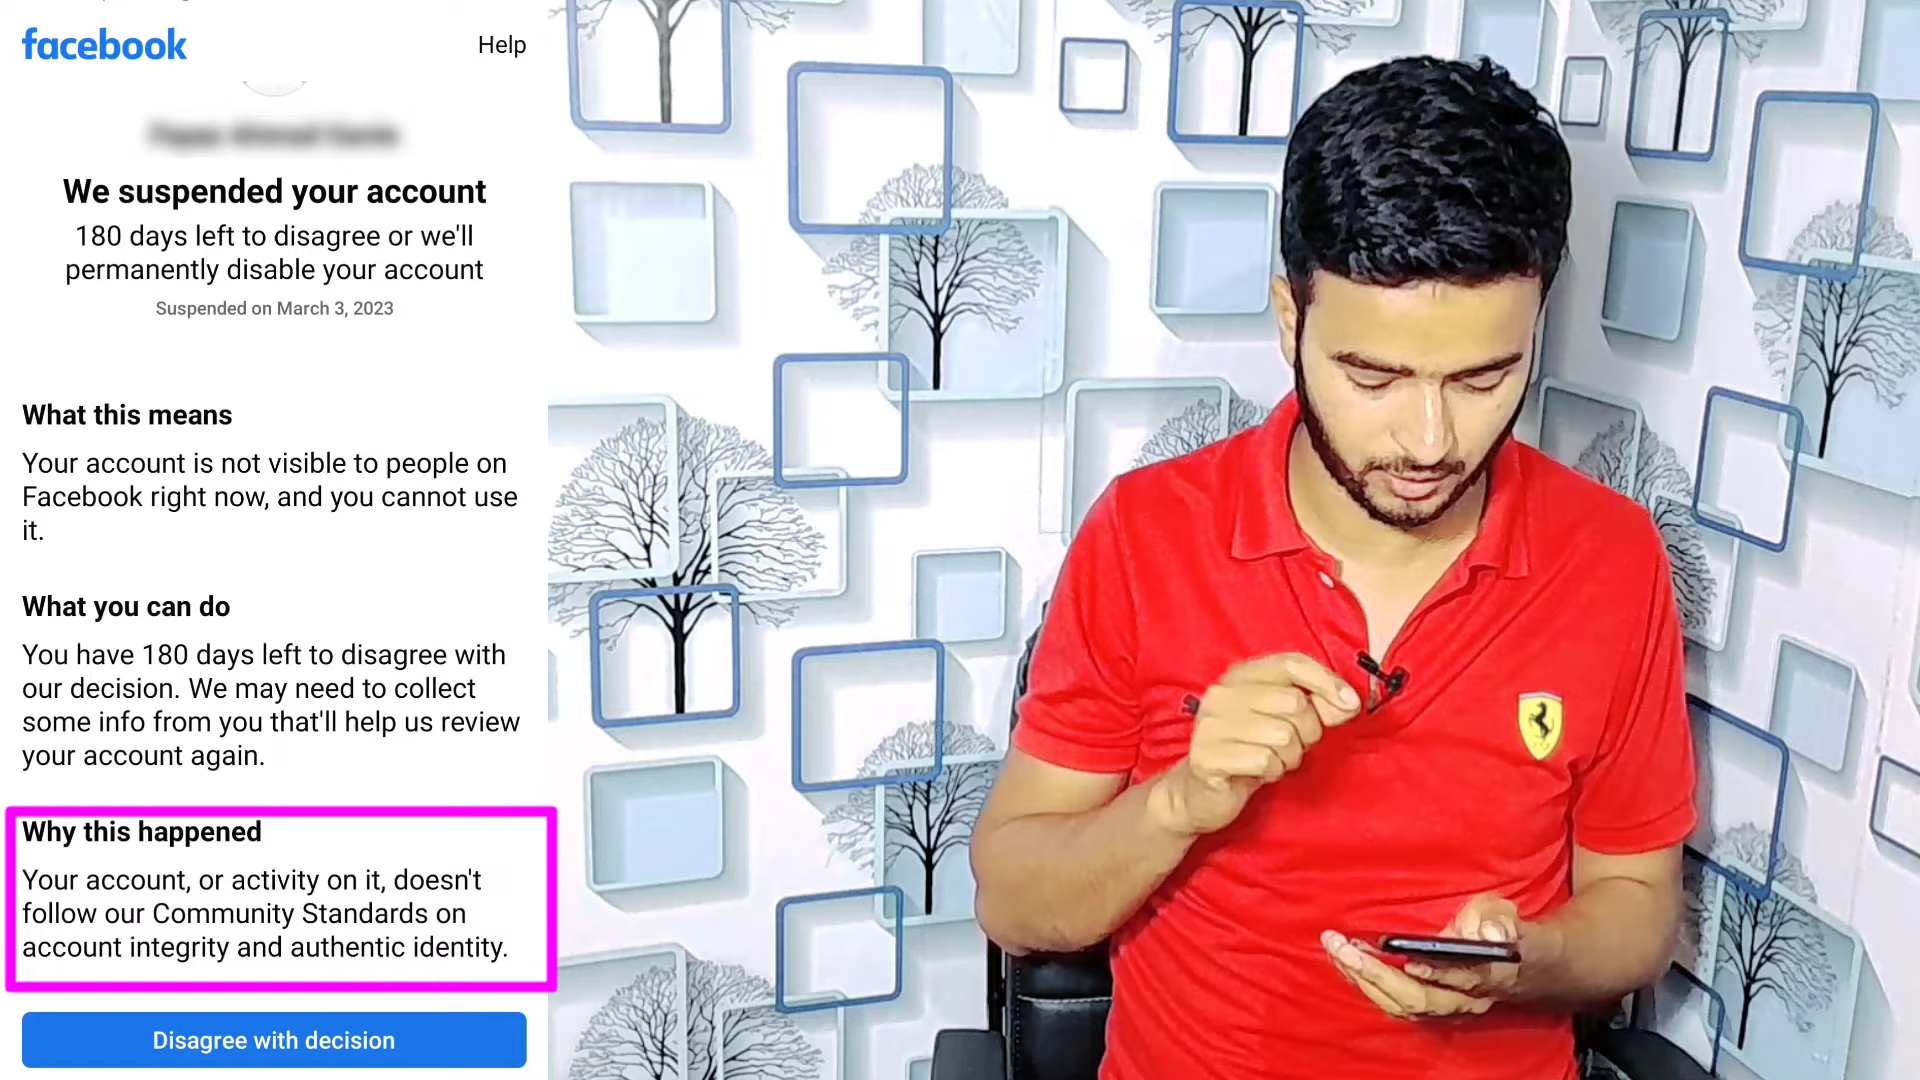 facebook
Help
We suspended your account
180 days left to disagree or we'll
permanently disable your account
Suspended on March 3, 2023
What this means
Your account is not visible to people on
Facebook right now, and you cannot use
it.
What you can do
You have 180 days left to disagree with
our decision. We may need to collect
some info from you that'll help us review
your account again.
Why this happened
Your account, or activity on it, doesn't
follow our Community Standards on
account integrity and authentic identity.
Disagree with decision